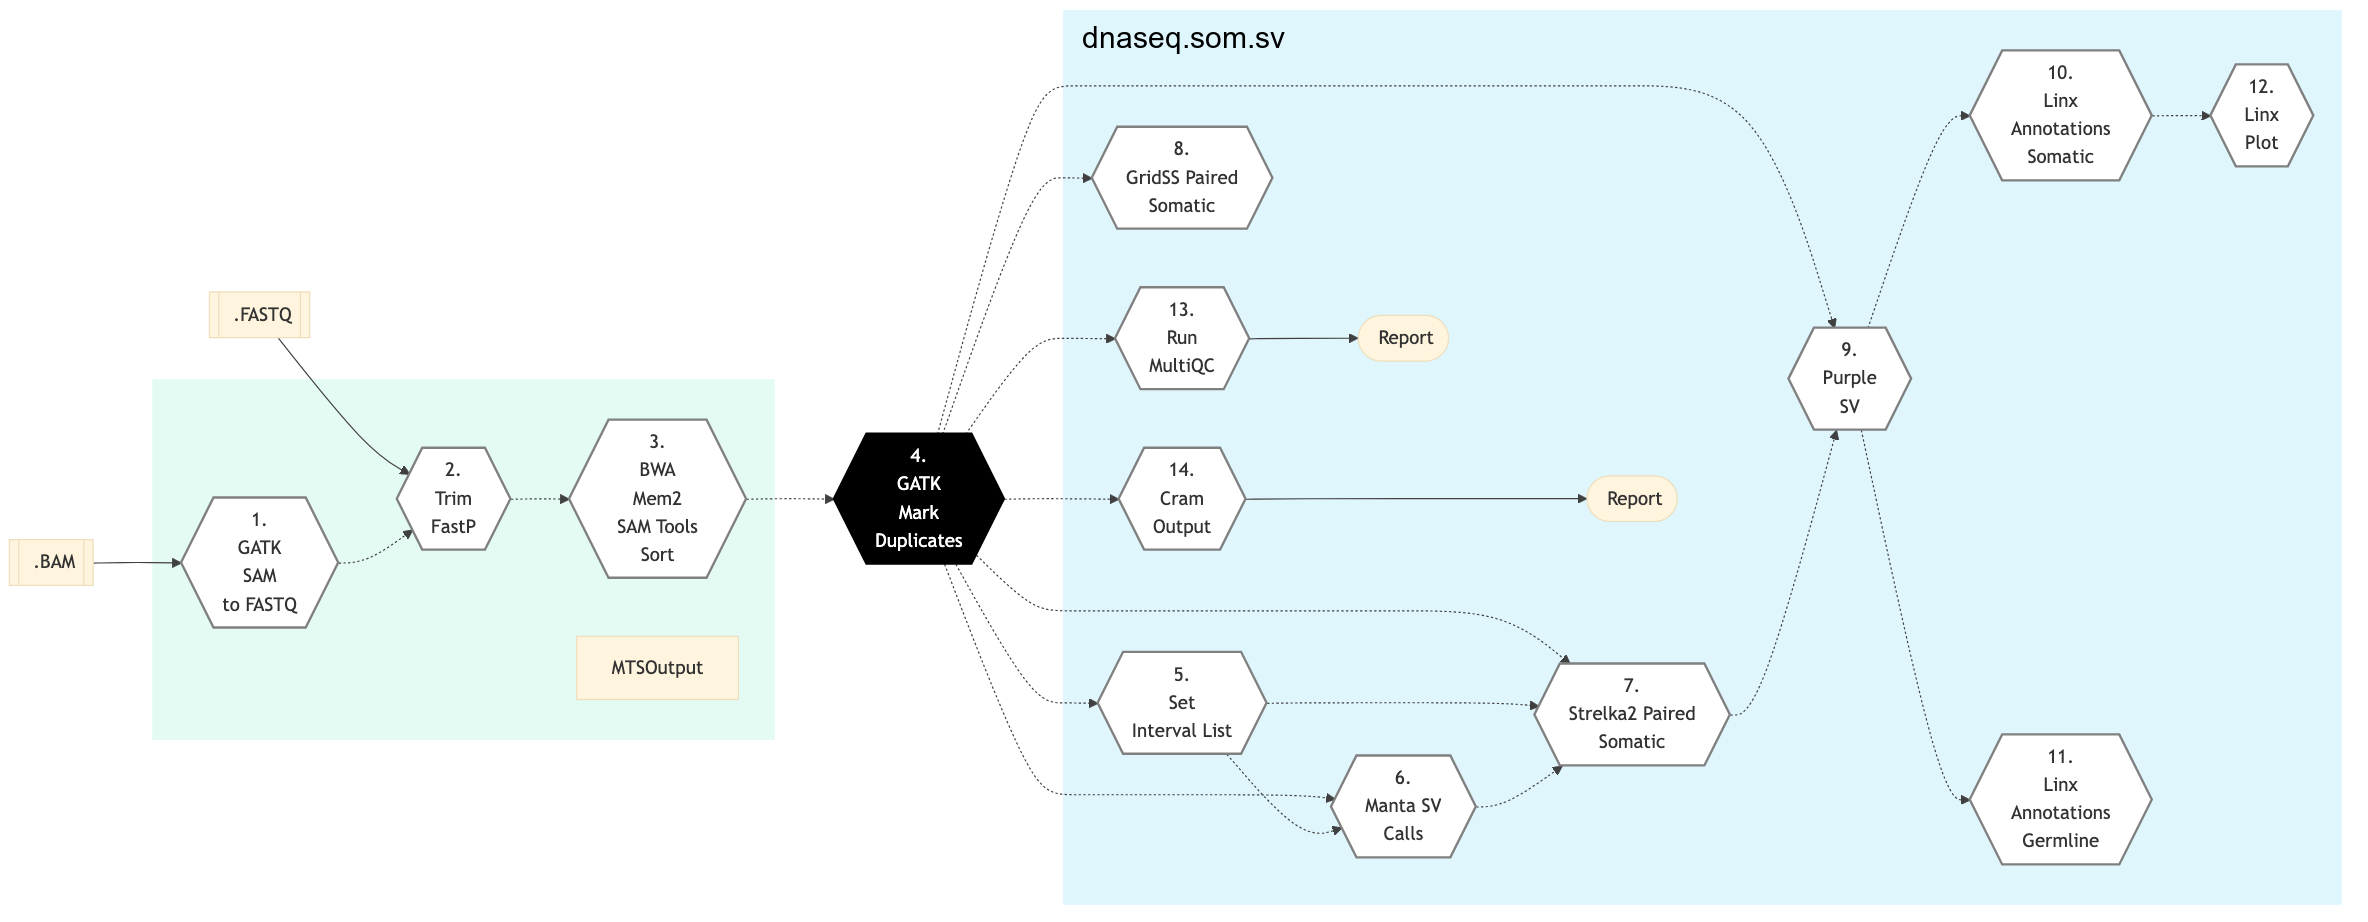 dnaseq.som.sv
.BAM
.FASTQ
1.
GATK
SAM
to FASTQ
2.
Trim
FastP
3.
BWA
Mem2
SAM Tools
Sort
MTSOutput
4.
GATK
Mark
Duplicates
8.
GridSS Paired
Somatic
13.
Run
MultiQC
Report
14.
Cram
Output
Report
5.
Set
Interval List
6.
Manta SV
Calls
7.
Strelka2 Paired
Somatic
9.
Purple
SV
10.
Linx
Annotations
Somatic
12.
Linx
Plot
11.
Linx
Annotations
Germline